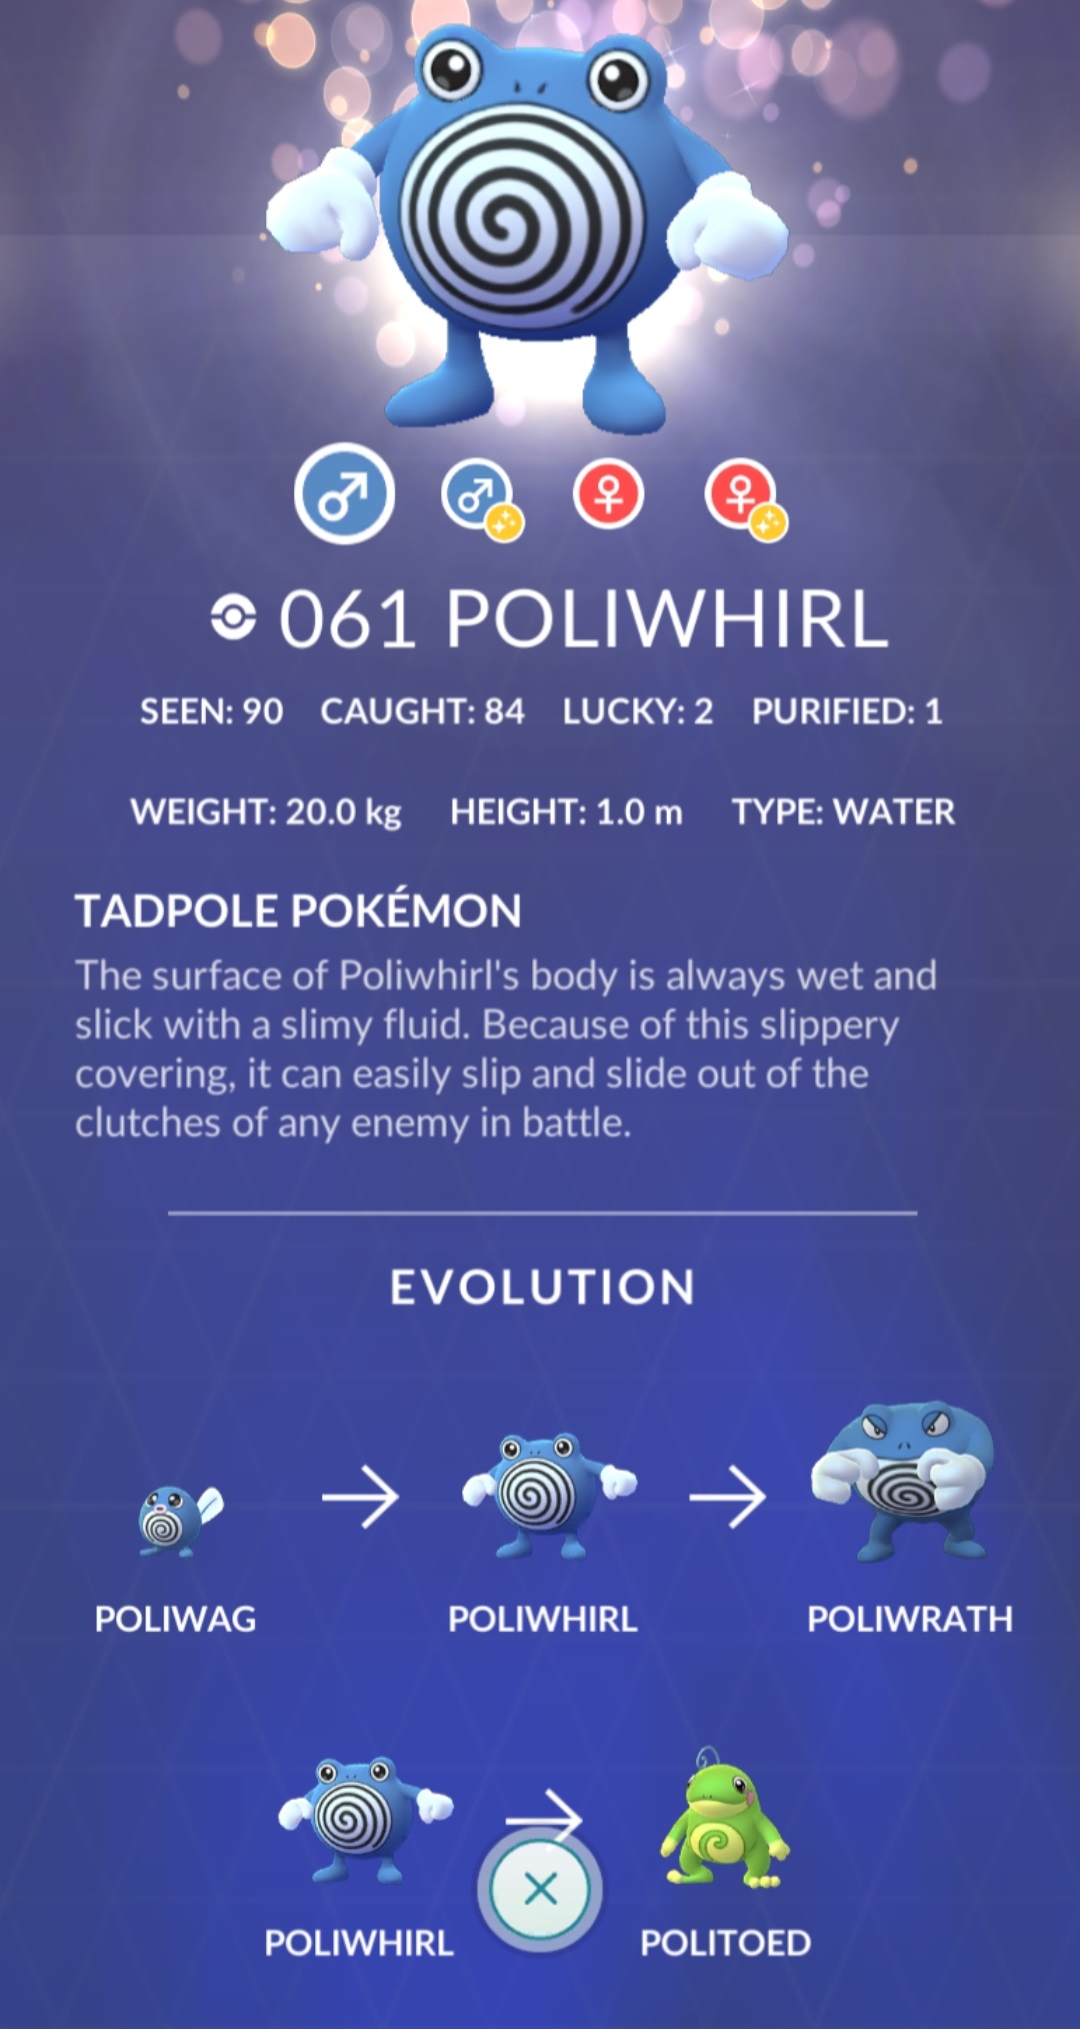 061 POLIWHIRL
SEEN: 90 CAUGHT: 84 LUCKY: 2 PURIFIED: 1
WEIGHT: 20.0 kg HEIGHT: 1.0 m TYPE: WATER
TADPOLE POKÉMON
The surface of Poliwhirl's body is always wet and
slick with a slimy fluid. Because of this slippery
covering, it can easily slip and slide out of the
clutches of any enemy in battle.
EVOLUTION
POLIWAG POLIWHIRL POLIWRATH
POLIWHIRL POLITOED